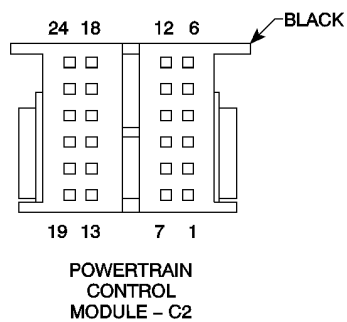 24 18 12 6
BLACK
19 13 7 1
POWERTRAIN
CONTROL
MODULE – C2